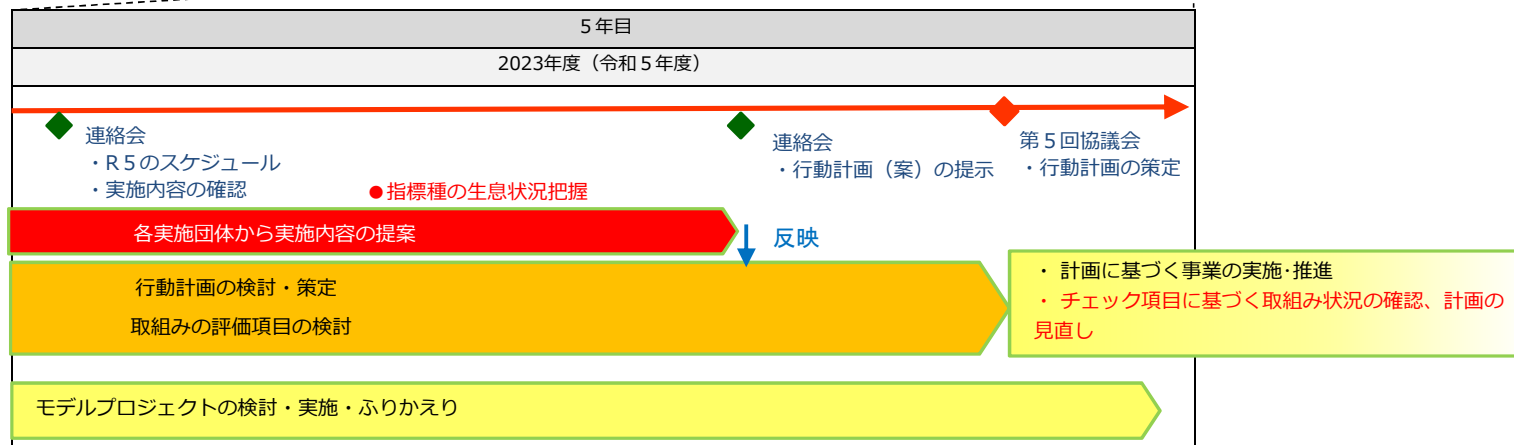 ５年目
2023年度（令和５年度）
連絡会
・R５のスケジュール
・実施内容の確認
●指標種の生息状況把握
連絡会
・行動計画（案）の提示
第５回協議会
・行動計画の策定
各実施団体から実施内容の提案
反映
行動計画の検討・策定
取組みの評価項目の検討
・ 計画に基づく事業の実施･推進
・ チェック項目に基づく取組み状況の確認、計画の
見直し
モデルプロジェクトの検討・実施・ふりかえり